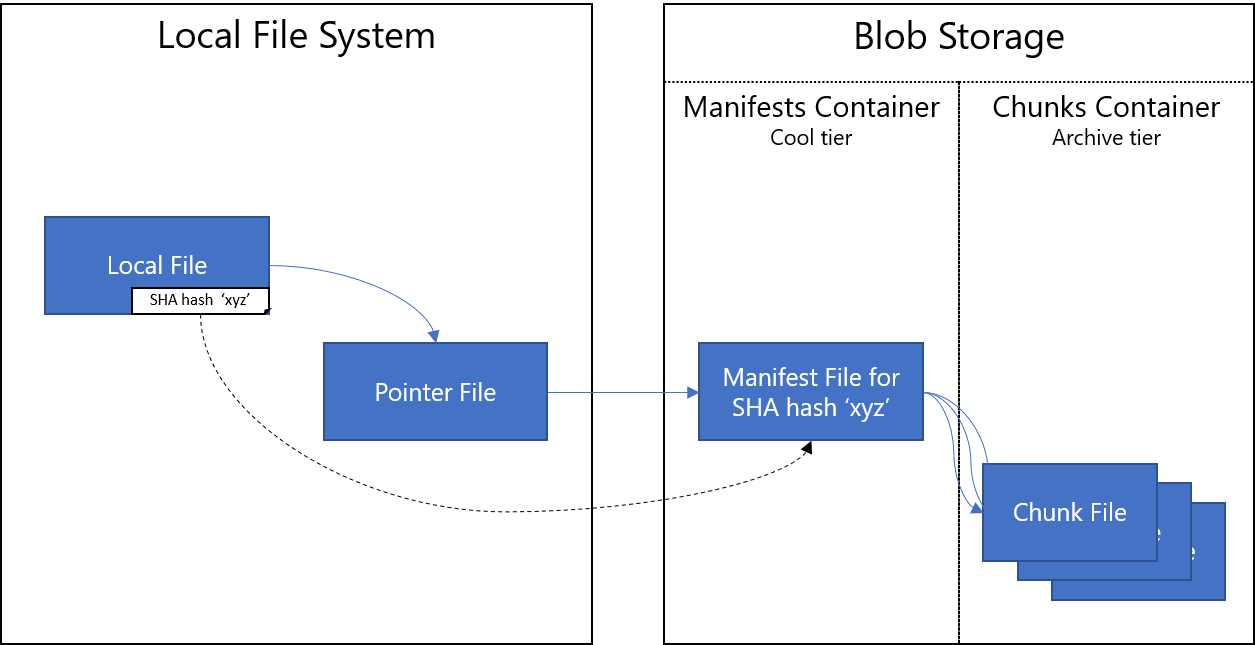 Local File System
Blob Storage
Manifests Container
Cool tier
Chunks Container
Archive tier
Local File
SHA hash  ‘xyz’
Pointer File
Manifest File for
SHA hash ‘xyz’
Chunk File